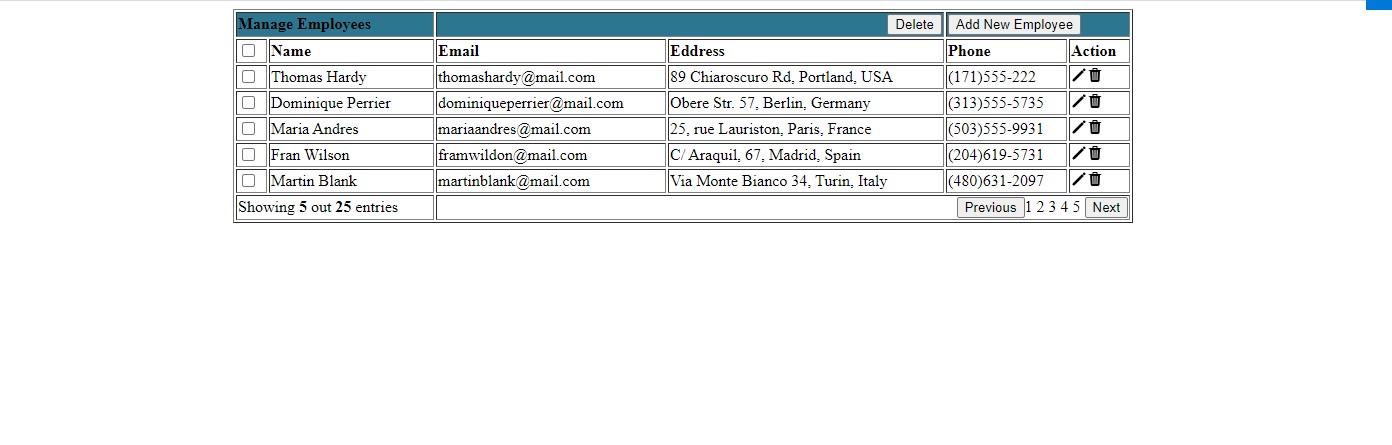 Manage Employees Delete Add New Employee
Name Email Eddress Phone Action
Thomas Hardy thomashardy@mail.com 89 Chiaroscuro Rd, Portland, USA (171)555-222
Dominique Perrier dominiqueperrier@mail.com Obere Str. 57, Berlin, Germany (313)555-5735
Maria Andres mariaandres@mail.com 25, rue Lauriston, Paris, France (503)555-9931
Fran Wilson framwildon@mail.com C/ Araquil, 67, Madrid, Spain (204)619-5731
Martin Blank martinblank@mail.com Via Monte Bianco 34, Turin, Italy (480)631-2097
Showing 5 out 25 entries Previous 1 2 3 4 5 Next